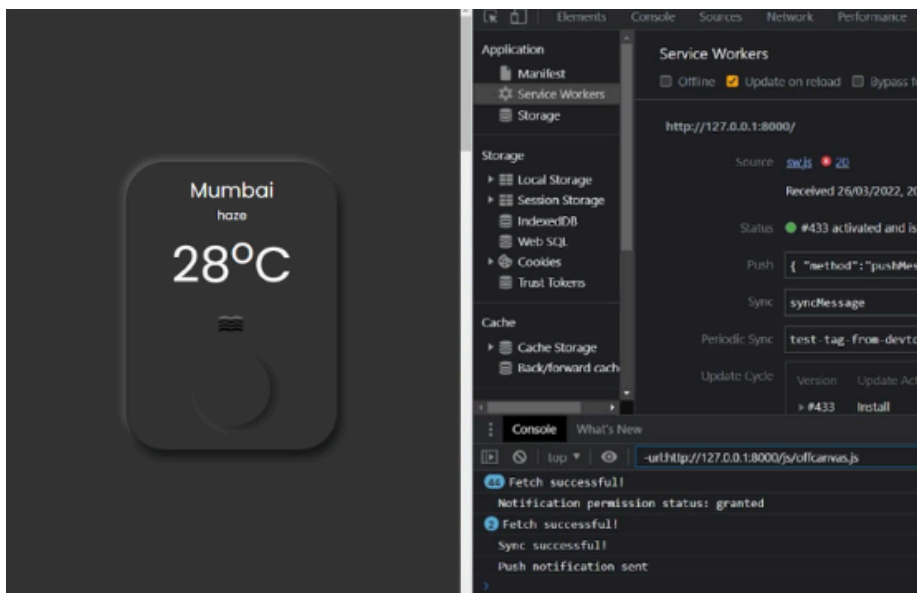 Mumbai
haze
28°C
Elements Console Sources Network Performance
Application
Manifest
Service Workers
Storage
Storage
Local Storage
Session Storage
IndexedDB
Web SQL
Cookies
Trust Tokens
Cache
Cache Storage
Back/forward cach
Service Workers
Offline Update on reload Bypass f
http://127.0.0.1:8000/
Source sw.js 20
Received 26/03/2022, 20
Status #433 activated and is
Push { "method":"pushMes
Sync syncMessage
Periodic Sync test-tag-from-devto
Update Cycle Version Update Act
#433 Install
Console What's New
top -url:http://127.0.0.1:8000/js/offcanvas.js
44 Fetch successful!
Notification permission status: granted
2 Fetch successful!
Sync successful!
Push notification sent